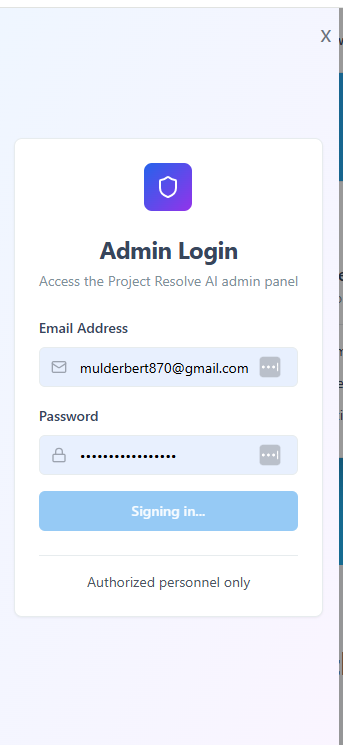 X
Admin Login
Access the Project Resolve AI admin panel
Email Address
mulderbert870@gmail.com
Password
•••••••••••••••••
Signing in...
Authorized personnel only